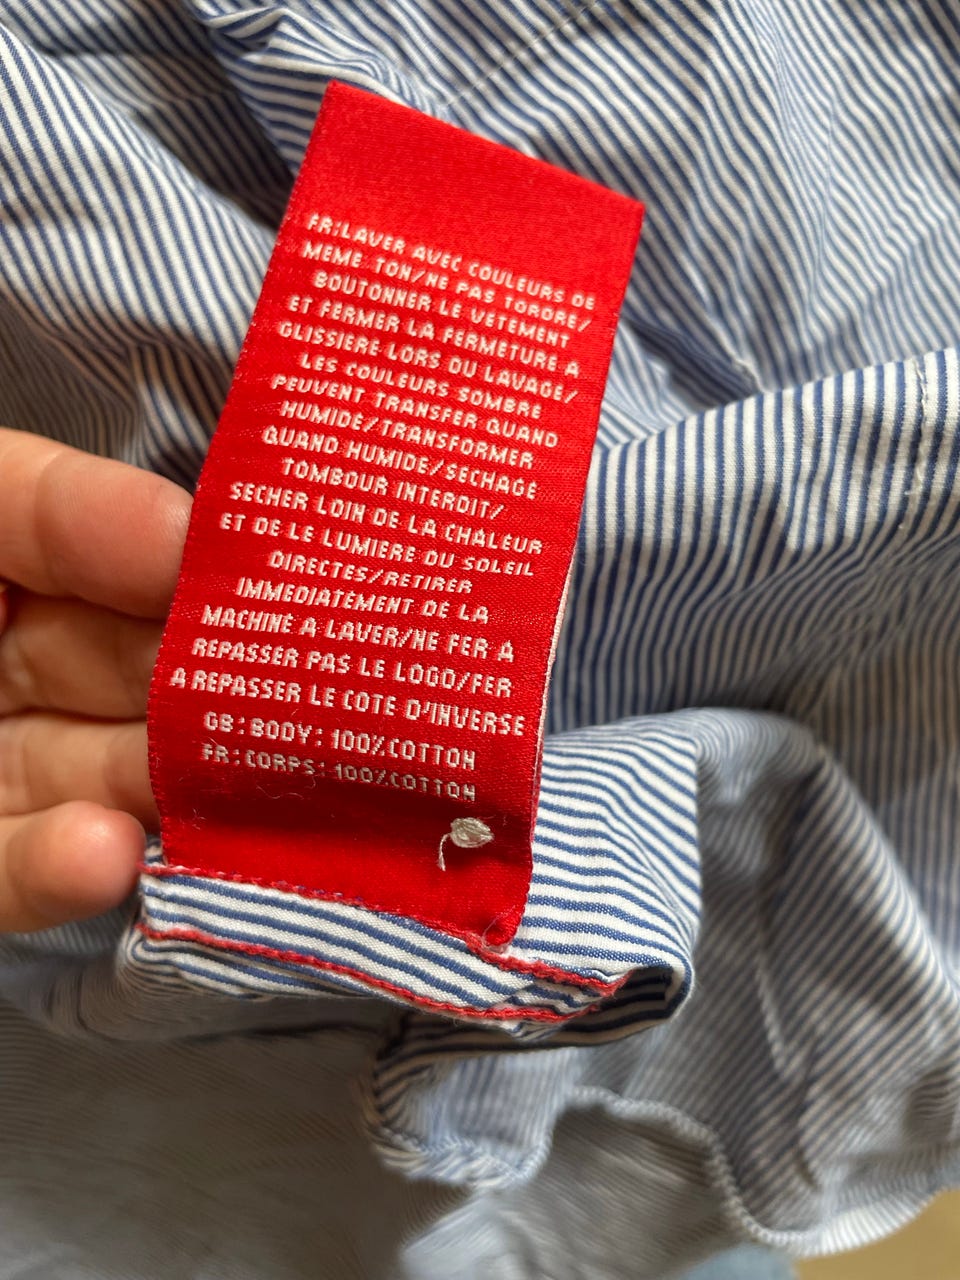 FR:LAVER AVEC COULEURS DE
MEME TON/NE PAS TORDRE/
BOUTONNER LE VETEMENT
ET FERMER LA FERMETURE A
GLISSIERE LORS DU LAVAGE/
LES COULEURS SOMBRE
PEUVENT TRANSFER QUAND
HUMIDE/TRANSFORMER
QUAND HUMIDE/SECHAGE
TOMBOUR INTERDIT/
SECHER LOIN DE LA CHALEUR
ET DE LE LUMIERE DU SOLEIL
DIRECTES/RETIRER
IMMEDIATEMENT DE LA
MACHINE A LAVER/NE FER A
REPASSER PAS LE LOGO/FER
A REPASSER LE COTE D'INVERSE
GB:BODY:100%COTTON
FR:CORPS:100%COTTON